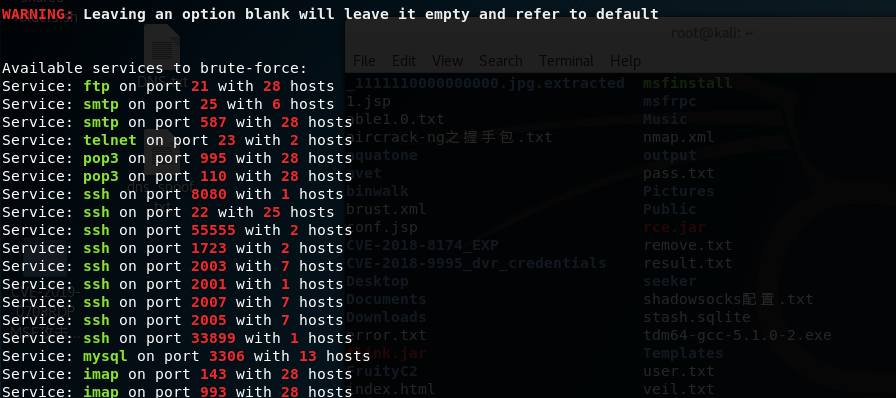 WARNING: Leaving an option blank will leave it empty and refer to default
root@kali: ~
File Edit View Search Terminal Help
Available services to brute-force:
Service: ftp on port 21 with 28 hosts
Service: smtp on port 25 with 6 hosts
Service: smtp on port 587 with 28 hosts
Service: telnet on port 23 with 2 hosts
Service: pop3 on port 995 with 28 hosts
Service: pop3 on port 110 with 28 hosts
Service: ssh on port 8080 with 1 hosts
Service: ssh on port 22 with 25 hosts
Service: ssh on port 55555 with 2 hosts
Service: ssh on port 1723 with 2 hosts
Service: ssh on port 2003 with 7 hosts
Service: ssh on port 2001 with 1 hosts
Service: ssh on port 2007 with 7 hosts
Service: ssh on port 2005 with 7 hosts
Service: ssh on port 33899 with 1 hosts
Service: mysql on port 3306 with 13 hosts
Service: imap on port 143 with 28 hosts
Service: imap on port 993 with 28 hosts
_1111110000000000.jpg.extracted msfinstall
1.jsp msfrpc
able1.0.txt Music
aircrack-ng之握手包.txt nmap.xml
aquatone output
avet pass.txt
binwalk Pictures
brust.xml Public
conf.jsp rce.jar
CVE-2018-8174_EXP remove.txt
CVE-2018-9995_dvr_credentials result.txt
Desktop seeker
Documents shadowsocks配置.txt
Downloads stash.sqlite
error.txt tdm64-gcc-5.1.0-2.exe
Templates
FruityC2 user.txt
index.html veil.txt